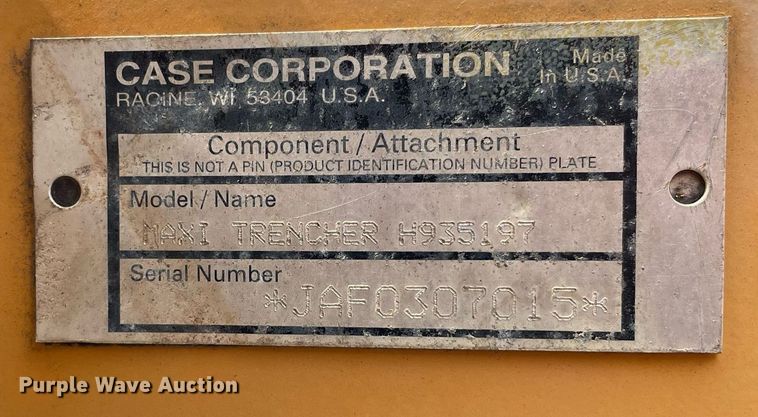 CASE CORPORATION
RACINE, WI 53404 U.S.A.
Made
In U.S.A.
Component / Attachment
THIS IS NOT A PIN (PRODUCT IDENTIFICATION NUMBER) PLATE
Model / Name
MAXI TRENCHER H935197
Serial Number
*JAF0307015*
Purple Wave Auction